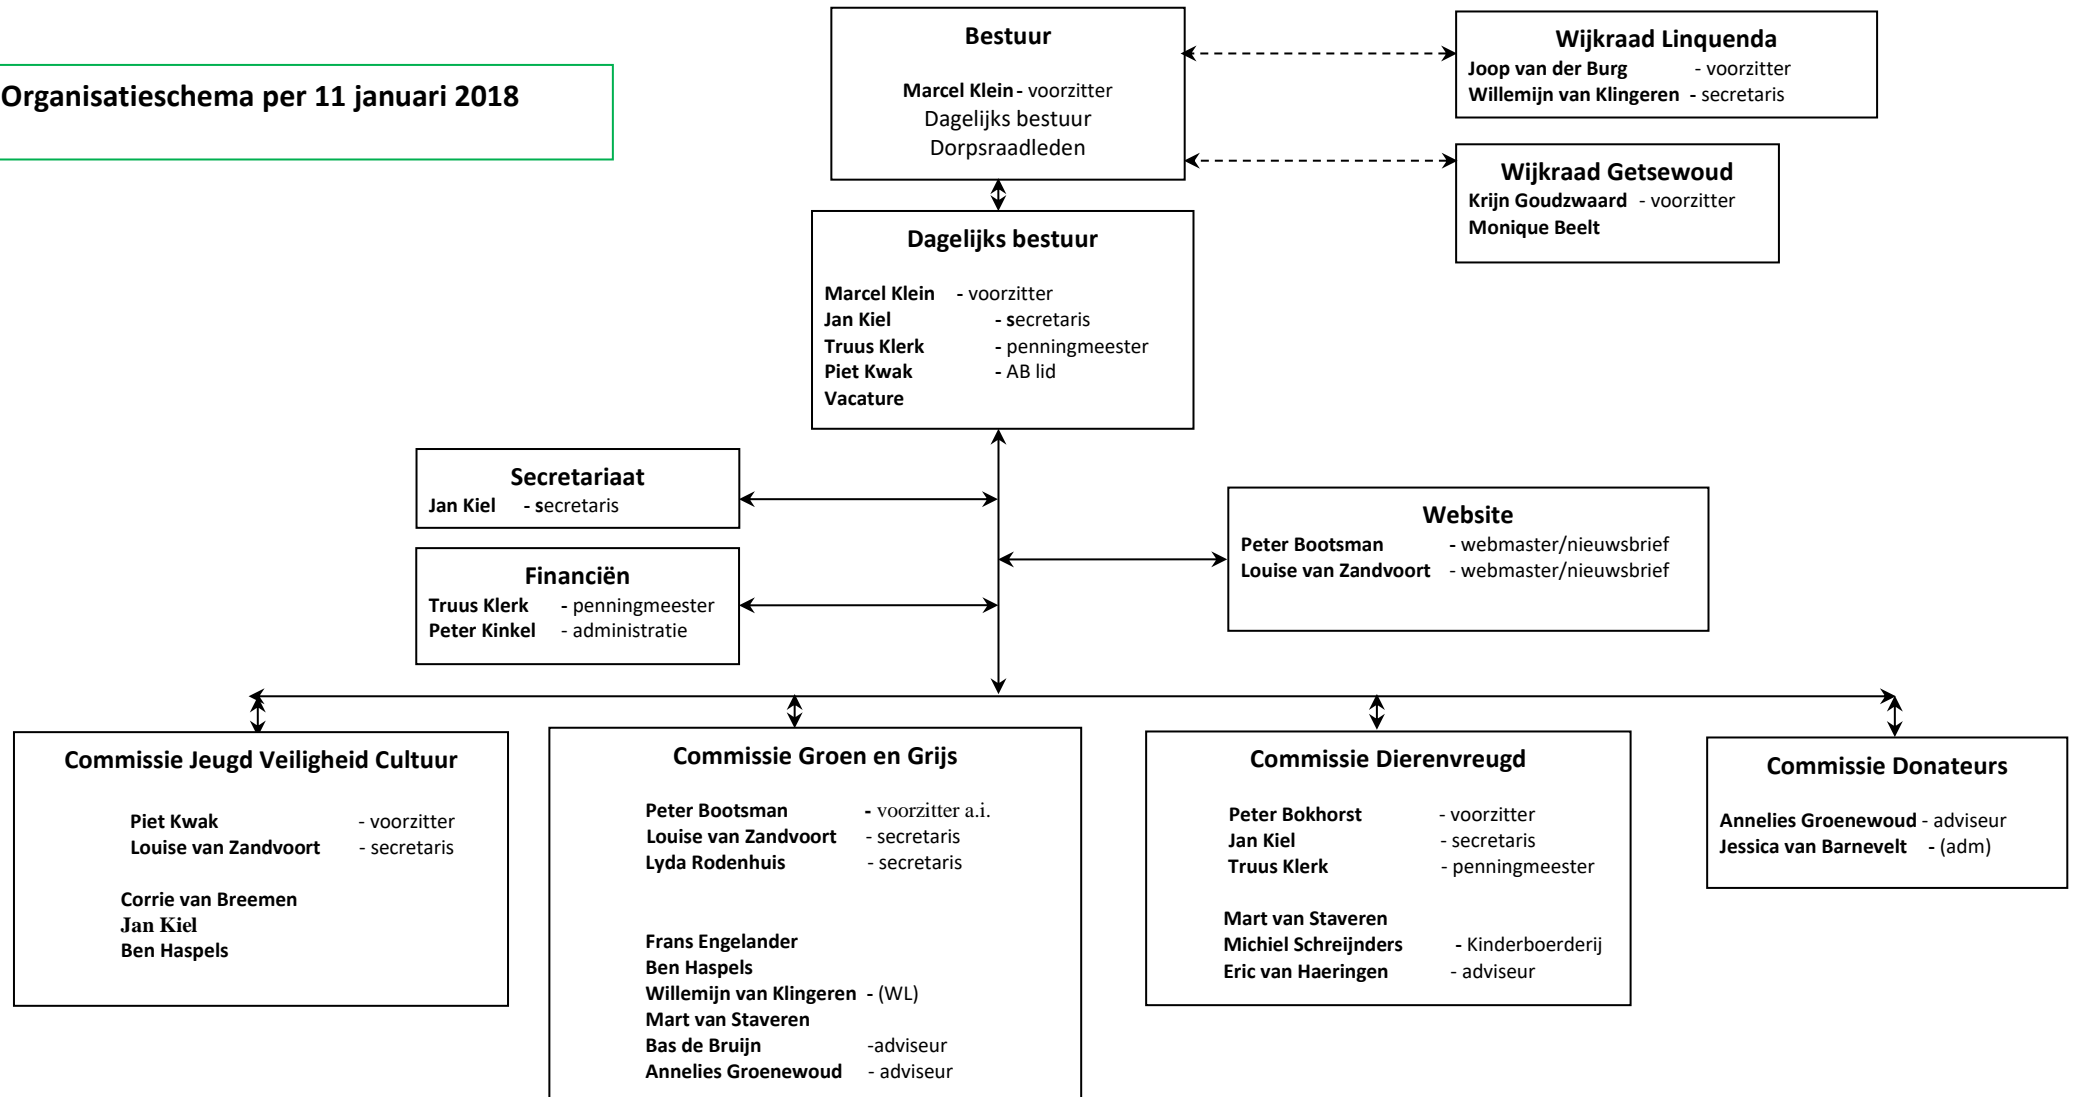 Organisatieschema per 11 januari 2018
Bestuur
Marcel Klein - voorzitter
Dagelijks bestuur
Dorpsraadleden
Wijkraad Linquenda
Joop van der Burg - voorzitter
Willemijn van Klingeren - secretaris
Wijkraad Getsewoud
Krijn Goudzwaard - voorzitter
Monique Beelt
Dagelijks bestuur
Marcel Klein - voorzitter
Jan Kiel - secretaris
Truus Klerk - penningmeester
Piet Kwak - AB lid
Vacature
Secretariaat
Jan Kiel - secretaris
Financiën
Truus Klerk - penningmeester
Peter Kinkel - administratie
Website
Peter Bootsman - webmaster/nieuwsbrief
Louise van Zandvoort - webmaster/nieuwsbrief
Commissie Jeugd Veiligheid Cultuur
Piet Kwak - voorzitter
Louise van Zandvoort - secretaris
Corrie van Breemen
Jan Kiel
Ben Haspels
Commissie Groen en Grijs
Peter Bootsman - voorzitter a.i.
Louise van Zandvoort - secretaris
Lyda Rodenhuis - secretaris
Frans Engelander
Ben Haspels
Willemijn van Klingeren - (WL)
Mart van Staveren
Bas de Bruijn -adviseur
Annelies Groenewoud - adviseur
Commissie Dierenvreugd
Peter Bokhorst - voorzitter
Jan Kiel - secretaris
Truus Klerk - penningmeester
Mart van Staveren
Michiel Schreijnders - Kinderboerderij
Eric van Haeringen - adviseur
Commissie Donateurs
Annelies Groenewoud - adviseur
Jessica van Barnevelt - (adm)